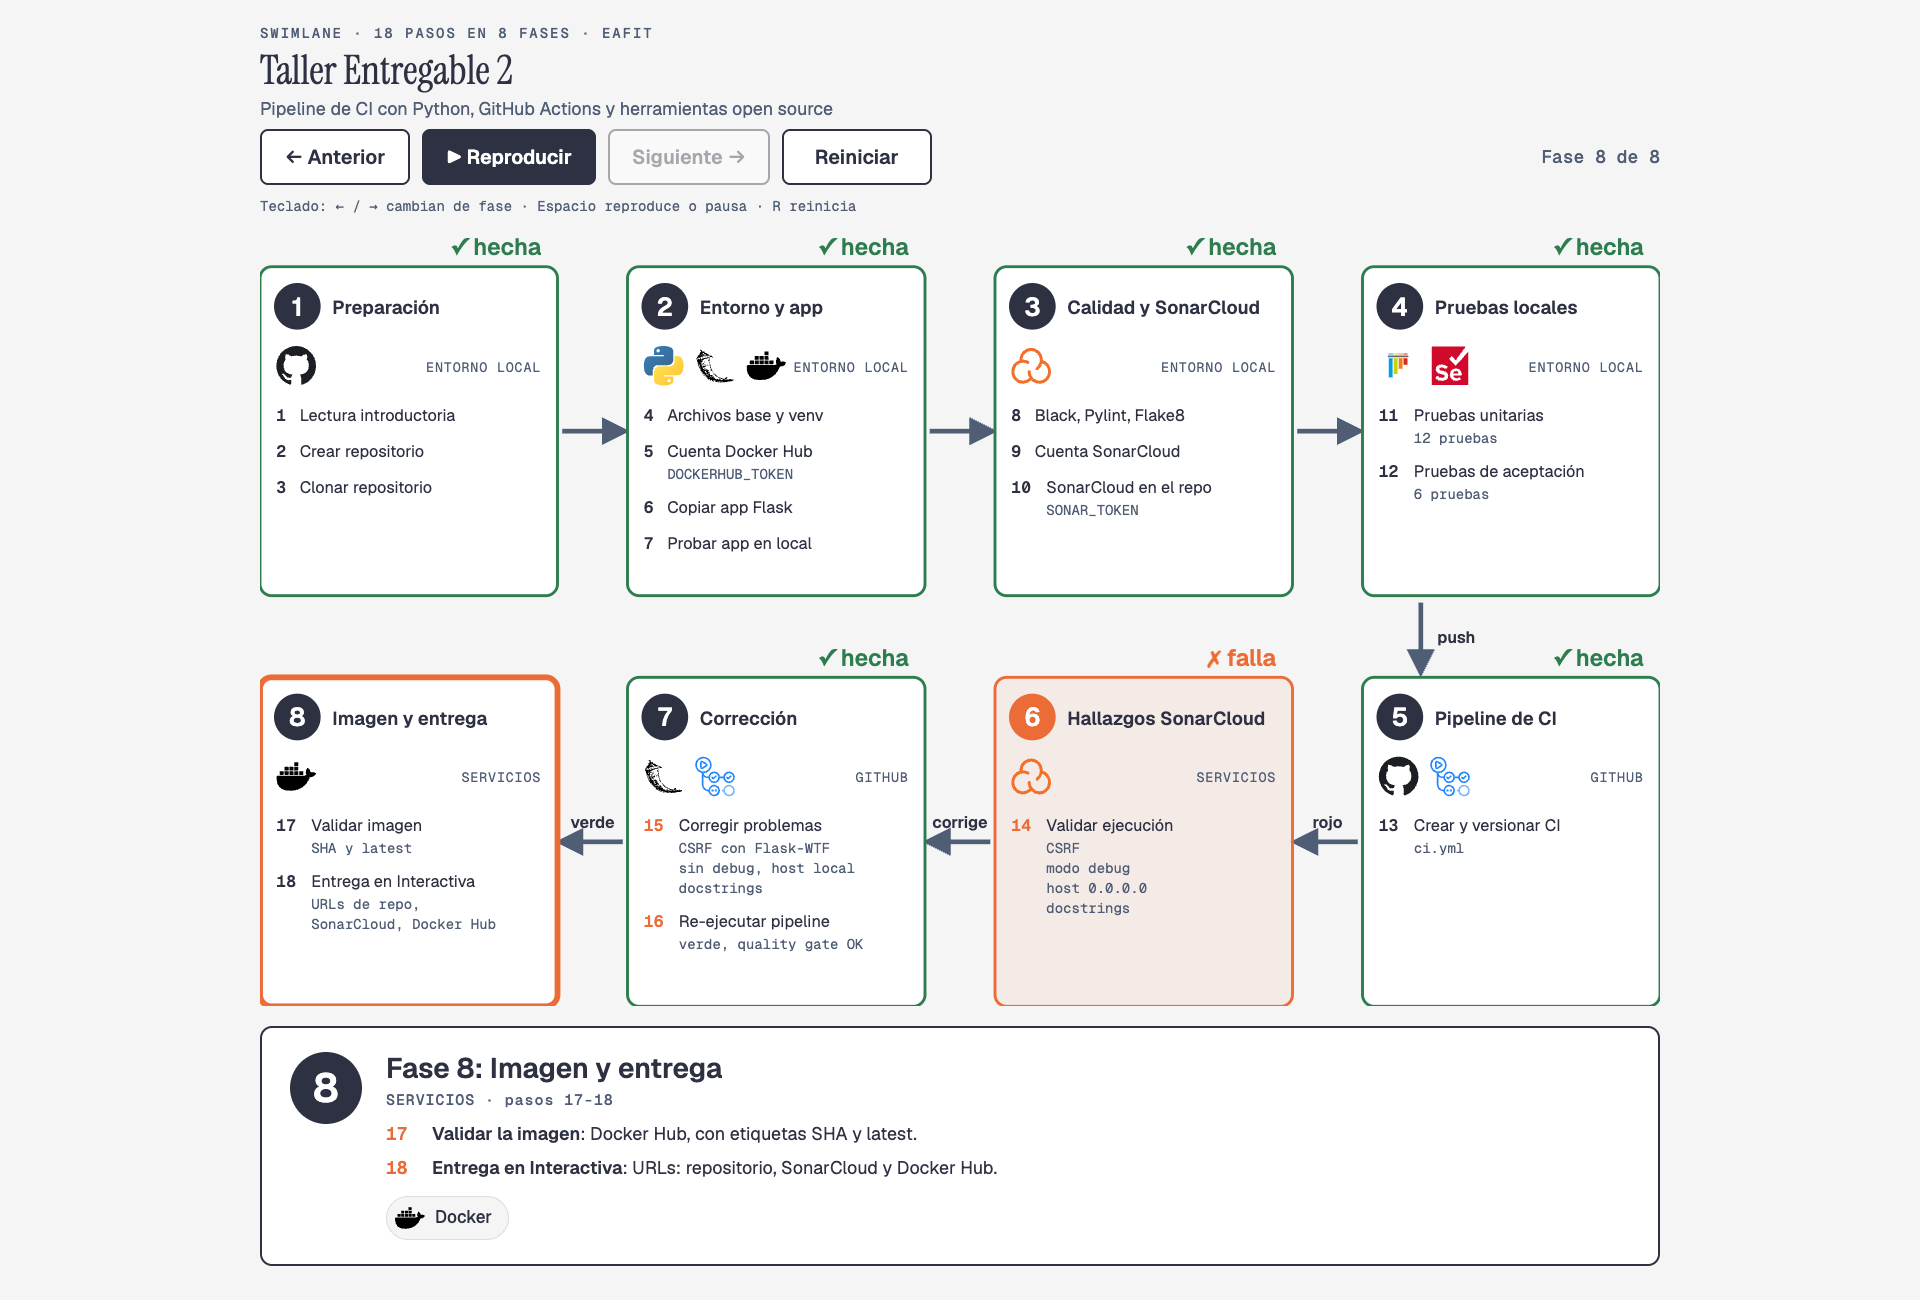 SWIMLANE · 18 PASOS EN 8 FASES · EAFIT
Taller Entregable 2
Pipeline de CI con Python, GitHub Actions y herramientas open source
← Anterior
▶ Reproducir
Siguiente →
Reiniciar
Fase 8 de 8
Teclado: ← / → cambian de fase · Espacio reproduce o pausa · R reinicia
✓ hecha
1 Preparación
ENTORNO LOCAL
1 Lectura introductoria
2 Crear repositorio
3 Clonar repositorio
✓ hecha
2 Entorno y app
ENTORNO LOCAL
4 Archivos base y venv
5 Cuenta Docker Hub
DOCKERHUB_TOKEN
6 Copiar app Flask
7 Probar app en local
✓ hecha
3 Calidad y SonarCloud
ENTORNO LOCAL
8 Black, Pylint, Flake8
9 Cuenta SonarCloud
10 SonarCloud en el repo
SONAR_TOKEN
✓ hecha
4 Pruebas locales
Se
ENTORNO LOCAL
11 Pruebas unitarias
12 pruebas
12 Pruebas de aceptación
6 pruebas
push
✓ hecha
5 Pipeline de CI
GITHUB
13 Crear y versionar CI
ci.yml
rojo
✗ falla
6 Hallazgos SonarCloud
SERVICIOS
14 Validar ejecución
CSRF
modo debug
host 0.0.0.0
docstrings
corrige
✓ hecha
7 Corrección
GITHUB
15 Corregir problemas
CSRF con Flask-WTF
sin debug, host local
docstrings
16 Re-ejecutar pipeline
verde, quality gate OK
verde
8 Imagen y entrega
SERVICIOS
17 Validar imagen
SHA y latest
18 Entrega en Interactiva
URLs de repo,
SonarCloud, Docker Hub
8
Fase 8: Imagen y entrega
SERVICIOS · pasos 17-18
17 Validar la imagen: Docker Hub, con etiquetas SHA y latest.
18 Entrega en Interactiva: URLs: repositorio, SonarCloud y Docker Hub.
Docker